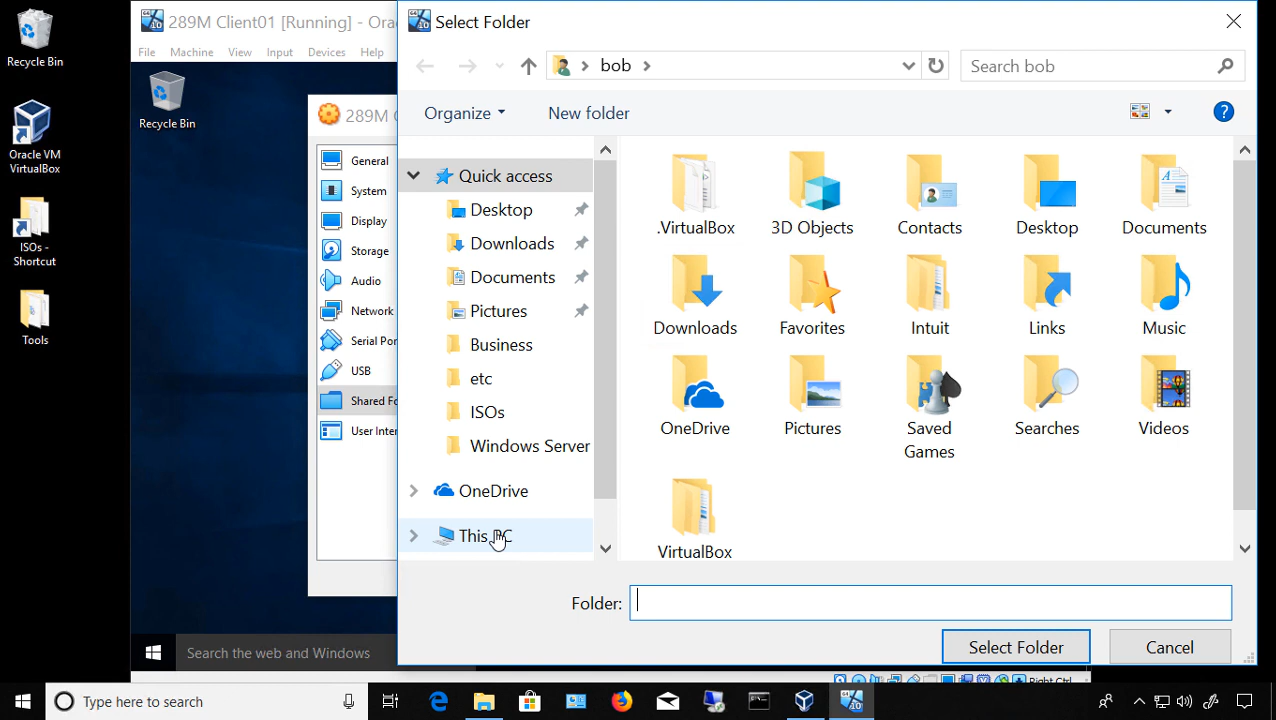 Recycle Bin
Oracle VM
VirtualBox
ISOs -
Shortcut
Tools
289M Client01 [Running] - Ora
File Machine View Input Devices Help
Recycle Bin
289M C
General
System
Display
Storage
Audio
Network
Serial Por
USB
Shared Fo
User Inter
Search the web and Windows
Right Ctrl
Select Folder
bob
Search bob
Organize
New folder
Quick access
Desktop
Downloads
Documents
Pictures
Business
etc
ISOs
Windows Server
OneDrive
This PC
.VirtualBox
3D Objects
Contacts
Desktop
Documents
Downloads
Favorites
Intuit
Links
Music
OneDrive
Pictures
Saved
Games
Searches
Videos
VirtualBox
Folder:
Select Folder
Cancel
Type here to search